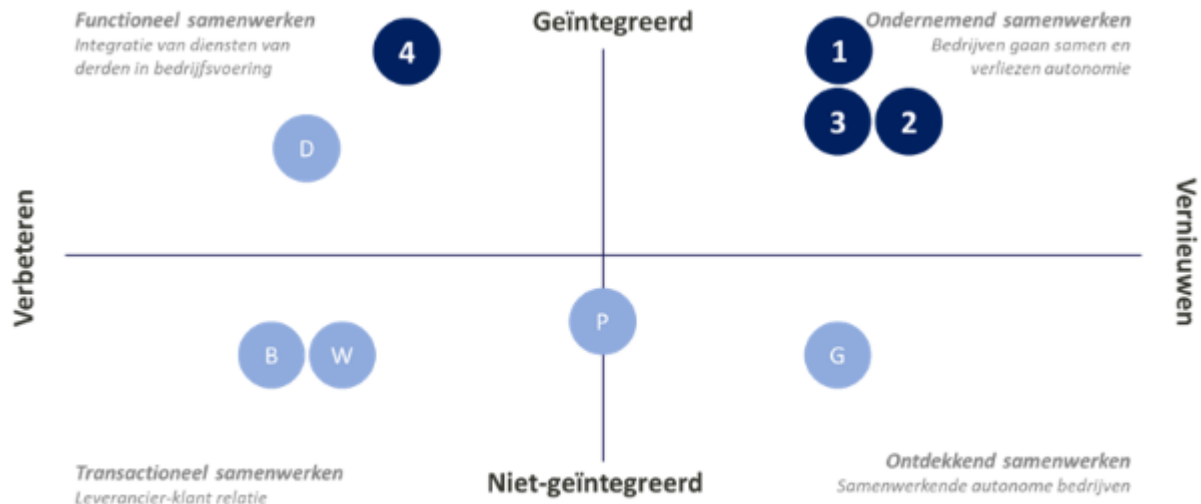 Functioneel samenwerken
Integratie van diensten van
derden in bedrijfsvoering
Geïntegreerd
Ondernemend samenwerken
Bedrijven gaan samen en
verliezen autonomie
4
1
3
2
D
Verbeteren
Vernieuwen
P
B
W
G
Transactioneel samenwerken
Leverancier-klant relatie
Niet-geïntegreerd
Ontdekkend samenwerken
Samenwerkende autonome bedrijven